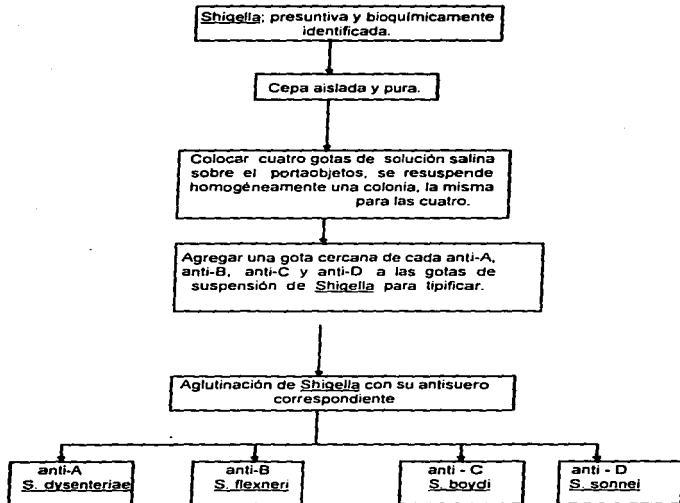 Shigella; presuntiva y bioquímicamente
identificada.
Cepa aislada y pura.
Colocar cuatro gotas de solución salina
sobre el portaobjetos, se resuspende
homogéneamente una colonia, la misma
para las cuatro.
Agregar una gota cercana de cada anti-A,
anti-B, anti-C y anti-D a las gotas de
suspensión de Shigella para tipificar.
Aglutinación de Shigella con su antisuero
correspondiente
anti-A
S. dysenteriae
anti-B
S. flexneri
anti - C
S. boydi
anti - D
S. sonnei